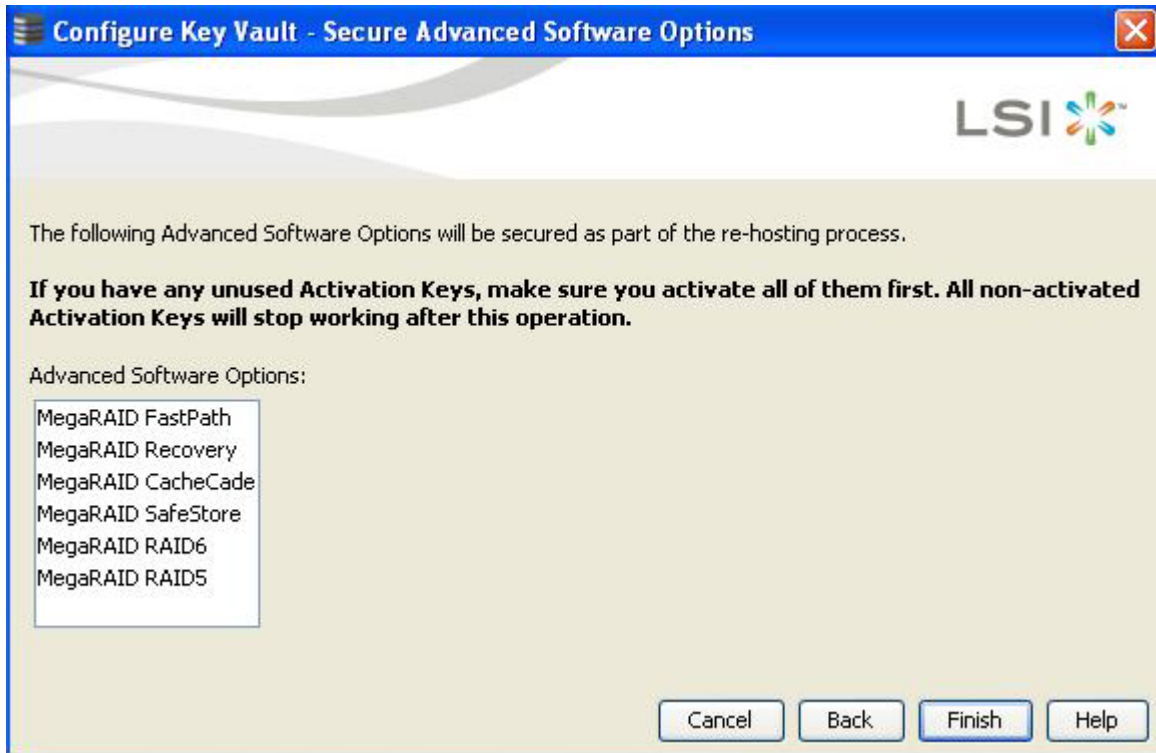 Configure Key Vault - Secure Advanced Software Options
LSI™
The following Advanced Software Options will be secured as part of the re-hosting process.
If you have any unused Activation Keys, make sure you activate all of them first. All non-activated
Activation Keys will stop working after this operation.
Advanced Software Options:
MegaRAID FastPath
MegaRAID Recovery
MegaRAID CacheCade
MegaRAID SafeStore
MegaRAID RAID6
MegaRAID RAID5
Cancel Back Finish Help